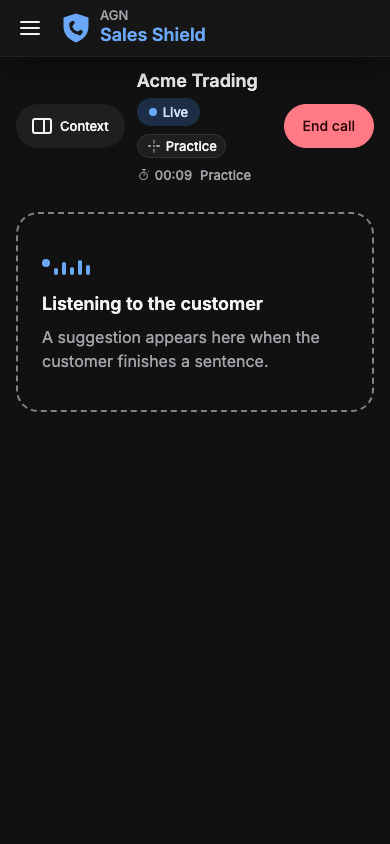 AGN
Sales Shield
Acme Trading
Context
Live
End call
Practice
00:09 Practice
Listening to the customer
A suggestion appears here when the
customer finishes a sentence.